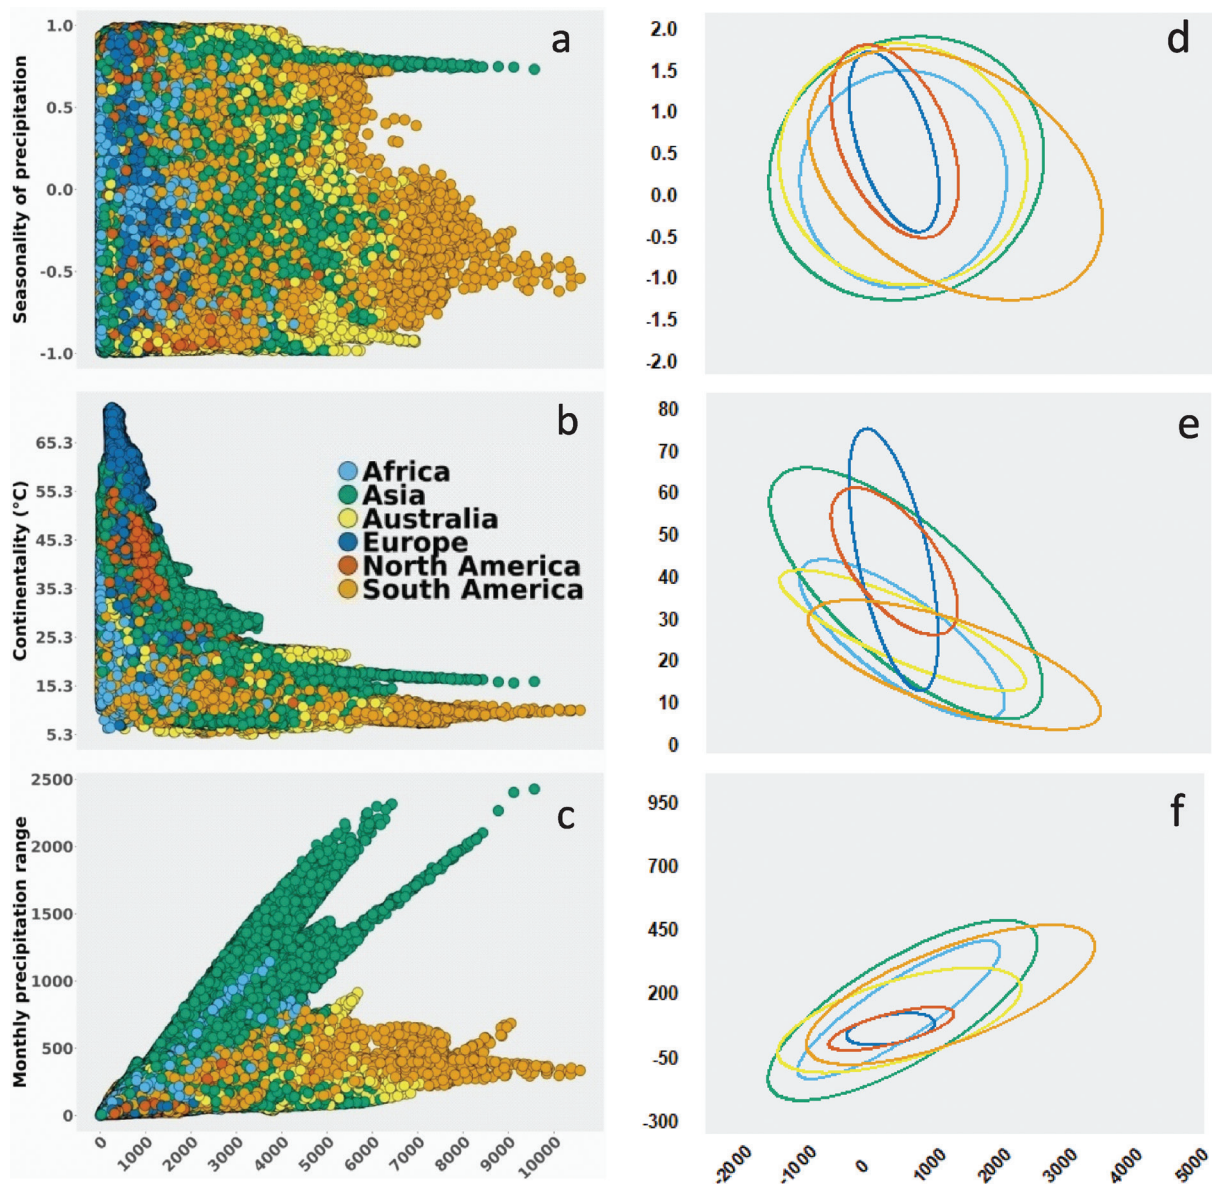 a
Seasonality of precipitation
1.0
0.5
0.0
-0.5
-1.0
d
2.0
1.5
1.0
0.5
0.0
-0.5
-1.0
-1.5
-2.0
b
Continentality (°C)
65.3
55.3
45.3
35.3
25.3
15.3
5.3
Africa
Asia
Australia
Europe
North America
South America
e
80
70
60
50
40
30
20
10
0
c
Monthly precipitation range
2500
2000
1500
1000
500
0
0 1000 2000 3000 4000 5000 6000 7000 8000 9000 10000
f
950
700
450
200
-50
-300
-2000 -1000 0 1000 2000 3000 4000 5000